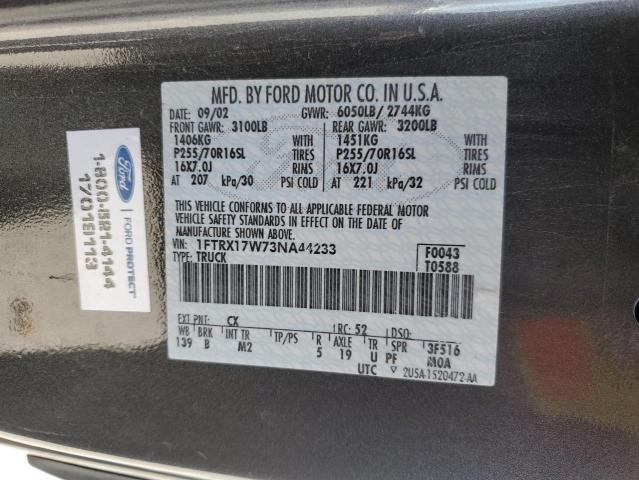 MFD. BY FORD MOTOR CO. IN U.S.A.
DATE: 09/02 GVWR: 6050LB/ 2744KG
FRONT GAWR: 3100LB REAR GAWR: 3200LB
1406KG WITH 1451KG WITH
P255/70R16SL TIRES P255/70R16SL TIRES
16X7.0J RIMS 16X7.0J RIMS
AT 207 kPa/30 PSI COLD AT 221 kPa/32 PSI COLD
THIS VEHICLE CONFORMS TO ALL APPLICABLE FEDERAL MOTOR
VEHICLE SAFETY STANDARDS IN EFFECT ON THE DATE OF
MANUFACTURE SHOWN ABOVE.
VIN: 1FTRX17W73NA44233 F0043
TYPE: TRUCK T0588
EXT PNT: CX RC: 52 DSO:
WB BRK INT TR TP/PS R AXLE TR SPR 3F516
139 B M2 5 19 U PF MOA
UTC 2USA-1520472-AA
Ford
FORD PROTECT
1-800-521-4144
17019113